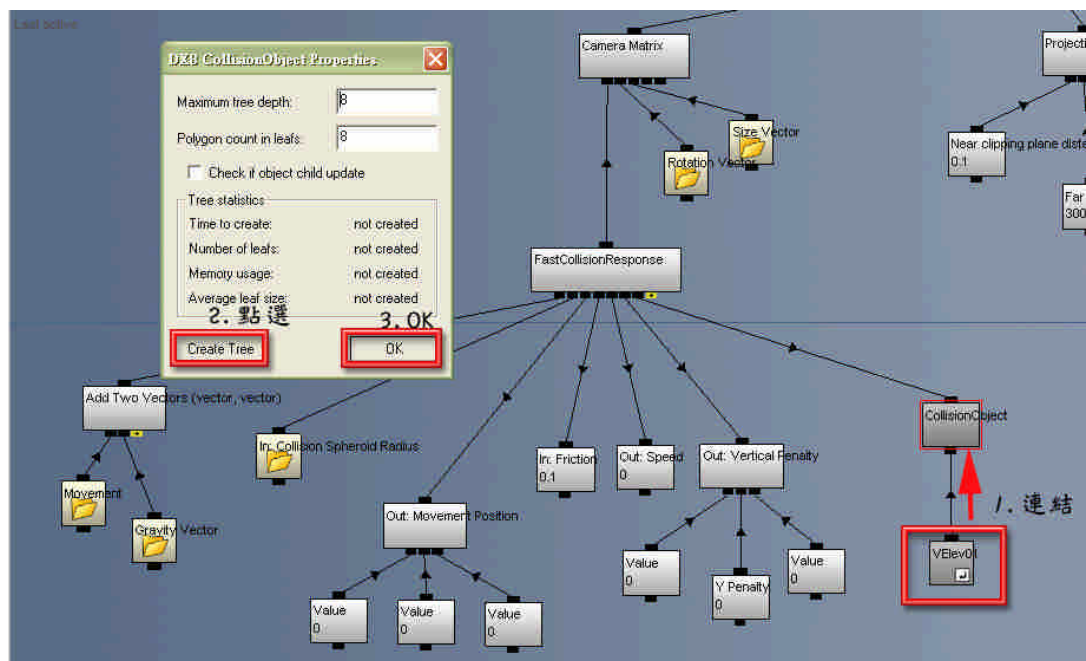 Last active
DXB CollisionObject Properties
Maximum tree depth:
8
Polygon count in leafs:
8
Check if object child update
Tree statistics
Time to create:
not created
Number of leafs:
not created
Memory usage:
not created
Average leaf size:
not created
2. 點選
3. OK
Create Tree
OK
Camera Matrix
Projecti
Size Vector
Rotation Vector
Near clipping plane diste
0.1
Far
300
FastCollisionResponse
Add Two Vectors (vector, vector)
Movement
Gravity Vector
In: Collision Spheroid Radius
Out: Movement Position
Value
0
Value
0
Value
0
In: Friction
0.1
Out: Speed
0
Out: Vertical Penalty
Value
0
Y Penalty
0
Value
0
CollisionObject
1. 連結
VElev01